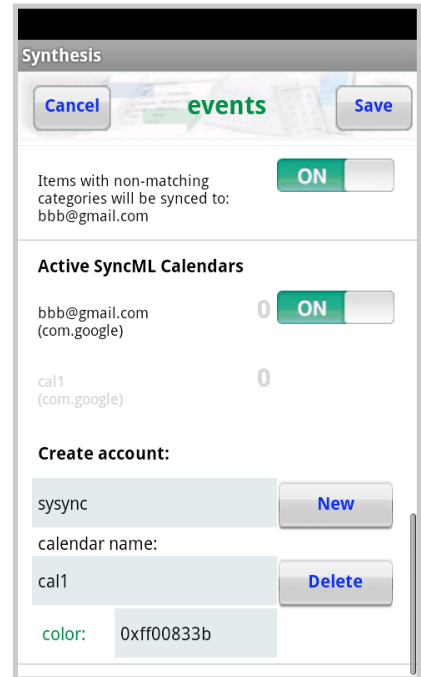 Synthesis
Cancel
events
Save
Items with non-matching
categories will be synced to:
bbb@gmail.com
ON
Active SyncML Calendars
bbb@gmail.com
(com.google)
0
ON
cal1
(com.google)
0
Create account:
sysync
New
calendar name:
cal1
Delete
color:
0xff00833b